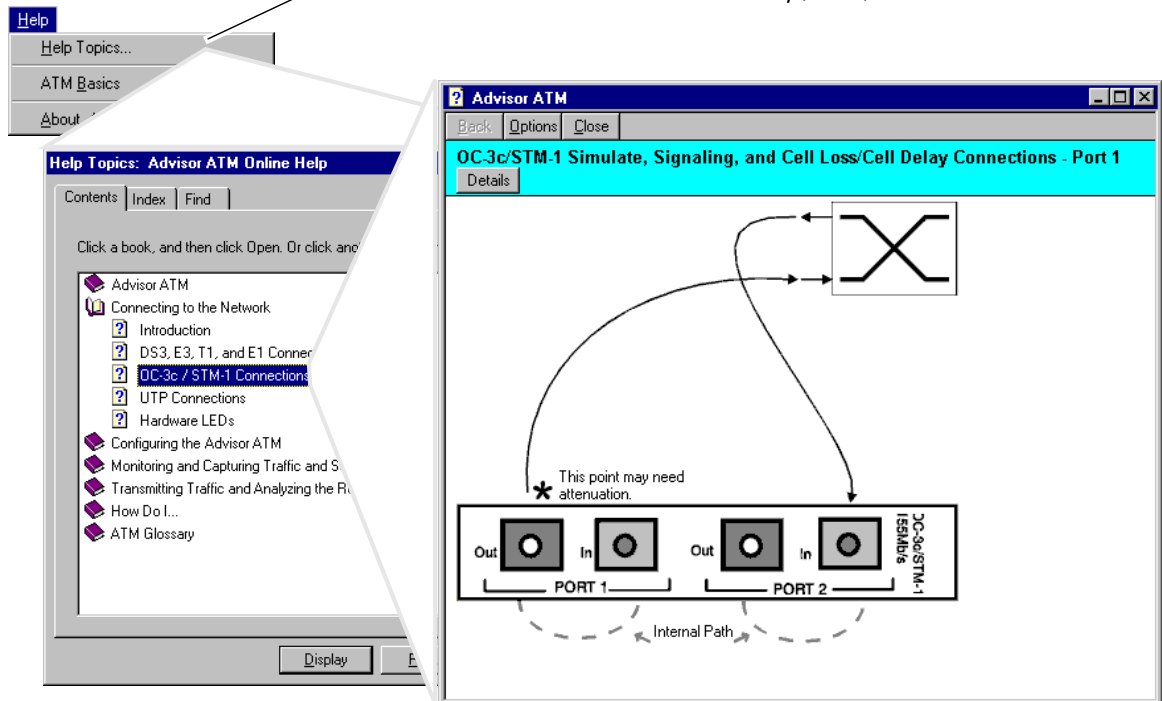 Help
Help Topics...
ATM Basics
About
Help Topics: Advisor ATM Online Help
Contents
Index
Find
Click a book, and then click Open. Or click
Advisor ATM
Connecting to the Network
Introduction
DS3, E3, T1, and E1
OC-3c / STM-1 Connections
UTP Connections
Hardware LEDs
Configuring the Advisor ATM
Monitoring and Capturing Traffic and
Transmitting Traffic and Analyzing the
How Do I...
ATM Glossary
Display
Advisor ATM
Back
Options
Close
OC-3c/STM-1 Simulate, Signaling, and Cell Loss/Cell Delay Connections - Port 1
Details
This point may need
* attenuation.
Out
In
Out
In
OC-3c/STM-1
155Mb/s
PORT 1
PORT 2
Internal Path